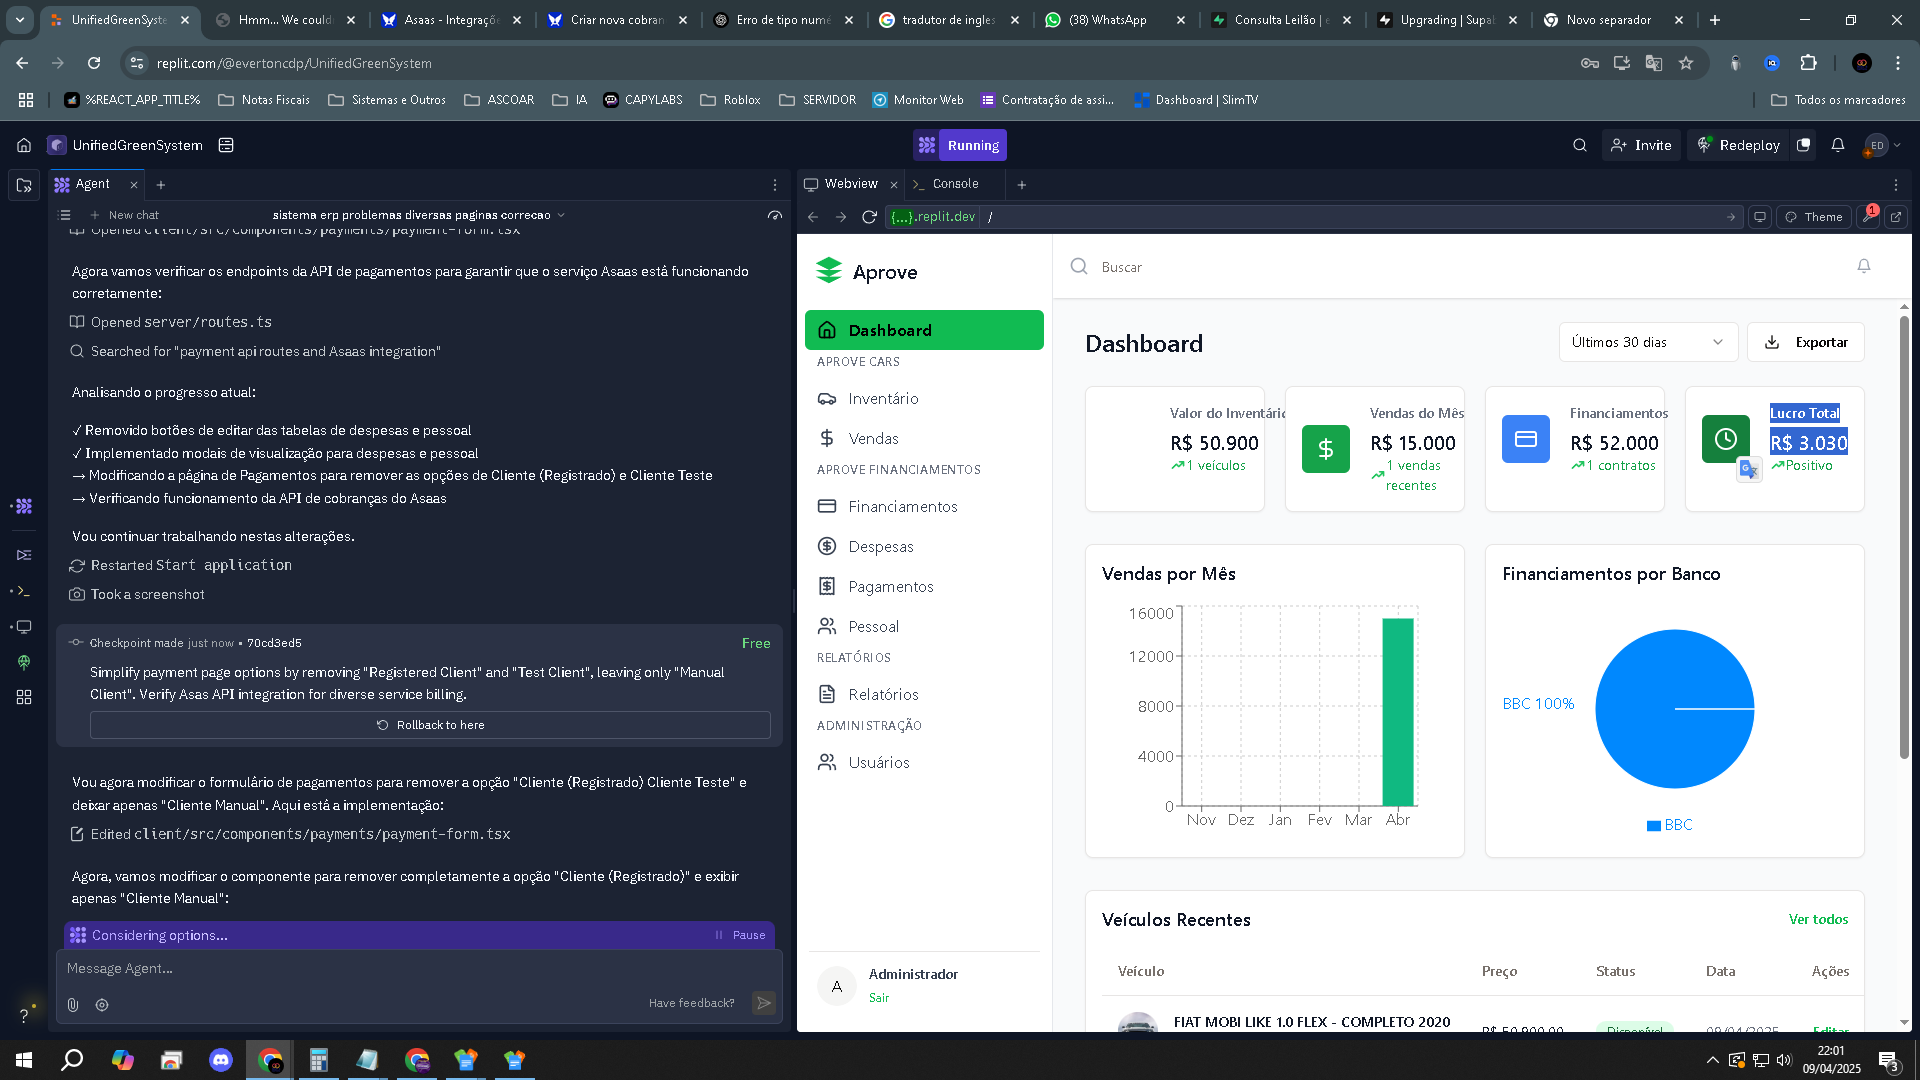 UnifiedGreenSyste
Hmm... We could
Asaas - Integraçõe
Criar nova cobran
Erro de tipo numé
tradutor de ingles
(38) WhatsApp
Consulta Leilão | e
Upgrading | Supab
Novo separador
replit.com/@evertoncdp/UnifiedGreenSystem
%REACT_APP_TITLE%
Notas Fiscais
Sistemas e Outros
ASCOAR
IA
CAPYLABS
Roblox
SERVIDOR
Monitor Web
Contratação de assi...
Dashboard | SlimTV
Todos os marcadores
UnifiedGreenSystem
Running
Invite
Redeploy
ED
Agent
New chat
sistema erp problemas diversas paginas correcao
Opened client/src/components/payments/payment-form.tsx
Agora vamos verificar os endpoints da API de pagamentos para garantir que o serviço Asaas está funcionando
corretamente:
Opened server/routes.ts
Searched for "payment api routes and Asaas integration"
Analisando o progresso atual:
✓ Removido botões de editar das tabelas de despesas e pessoal
✓ Implementado modais de visualização para despesas e pessoal
→ Modificando a página de Pagamentos para remover as opções de Cliente (Registrado) e Cliente Teste
→ Verificando funcionamento da API de cobranças do Asaas
Vou continuar trabalhando nestas alterações.
Restarted Start application
Took a screenshot
Checkpoint made just now • 70cd3ed5
Free
Simplify payment page options by removing "Registered Client" and "Test Client", leaving only "Manual
Client". Verify Asas API integration for diverse service billing.
Rollback to here
Vou agora modificar o formulário de pagamentos para remover a opção "Cliente (Registrado) Cliente Teste" e
deixar apenas "Cliente Manual". Aqui está a implementação:
Edited client/src/components/payments/payment-form.tsx
Agora, vamos modificar o componente para remover completamente a opção "Cliente (Registrado)" e exibir
apenas "Cliente Manual":
Considering options...
Pause
Message Agent...
Have feedback?
Webview
Console
{...}.replit.dev
/
Theme
1
Aprove
Buscar
Dashboard
APROVE CARS
Inventário
Vendas
APROVE FINANCIAMENTOS
Financiamentos
Despesas
Pagamentos
Pessoal
RELATÓRIOS
Relatórios
ADMINISTRAÇÃO
Usuários
A
Administrador
Sair
Dashboard
Últimos 30 dias
Exportar
Valor do Inventário
R$ 50.900
1 veículos
Vendas do Mês
R$ 15.000
1 vendas
recentes
Financiamentos
R$ 52.000
1 contratos
Lucro Total
R$ 3.030
Positivo
Vendas por Mês
16000
12000
8000
4000
0
Nov
Dez
Jan
Fev
Mar
Abr
Financiamentos por Banco
BBC 100%
BBC
Veículos Recentes
Ver todos
Veículo
Preço
Status
Data
Ações
FIAT MOBI LIKE 1.0 FLEX - COMPLETO 2020
R$ 50.900,00
Disponível
09/04/2025
Editar
?
22:01
09/04/2025
3